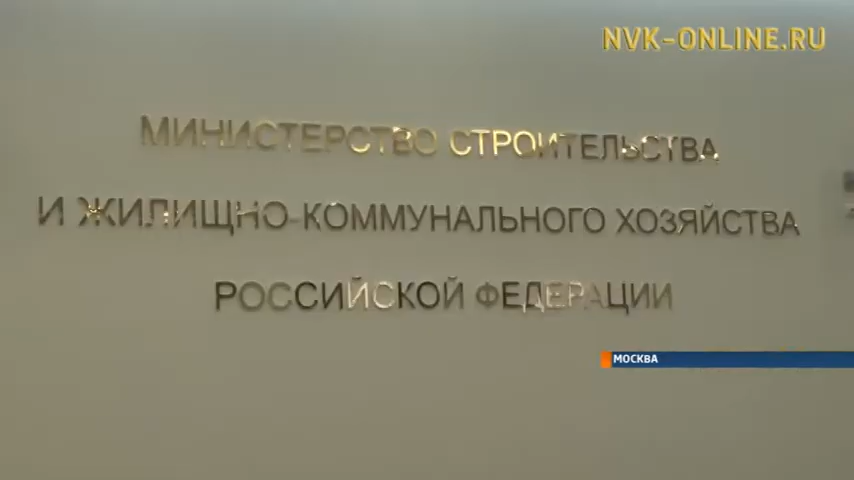 NVK-ONLINE.RU
МИНИСТЕРСТВО СТРОИТЕЛЬСТВА
И ЖИЛИЩНО-КОММУНАЛЬНОГО ХОЗЯЙСТВА
РОССИЙСКОЙ ФЕДЕРАЦИИ
МОСКВА